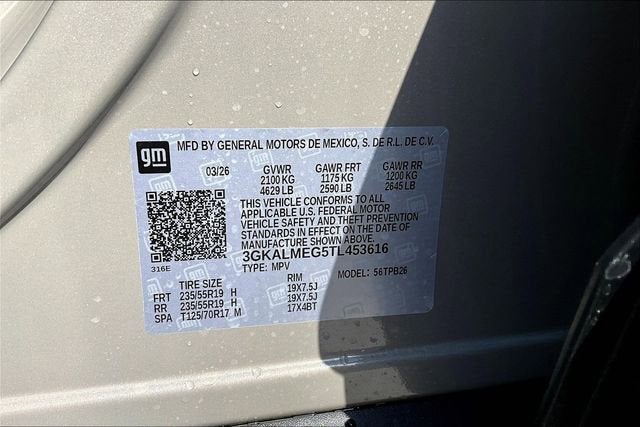 gm
MFD BY GENERAL MOTORS DE MEXICO, S. DE R.L. DE C.V.
03/26 GVWR GAWR FRT GAWR RR
2100 KG 1175 KG 1200 KG
4629 LB 2590 LB 2645 LB
THIS VEHICLE CONFORMS TO ALL
APPLICABLE U.S. FEDERAL MOTOR
VEHICLE SAFETY AND THEFT PREVENTION
STANDARDS IN EFFECT ON THE DATE OF
MANUFACTURE SHOWN ABOVE.
3GKALMEG5TL453616
316E
TYPE: MPV MODEL: 56TPB26
TIRE SIZE RIM
FRT 235/55R19 H 19X7.5J
RR 235/55R19 H 19X7.5J
SPA T125/70R17 M 17X4BT